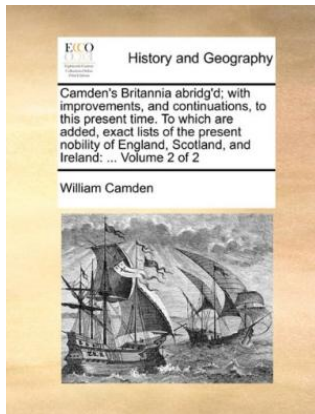 ECCO
History and Geography
Camden's Britannia abridg'd; with
improvements, and continuations, to
this present time. To which are
added, exact lists of the present
nobility of England, Scotland, and
Ireland: ... Volume 2 of 2
William Camden